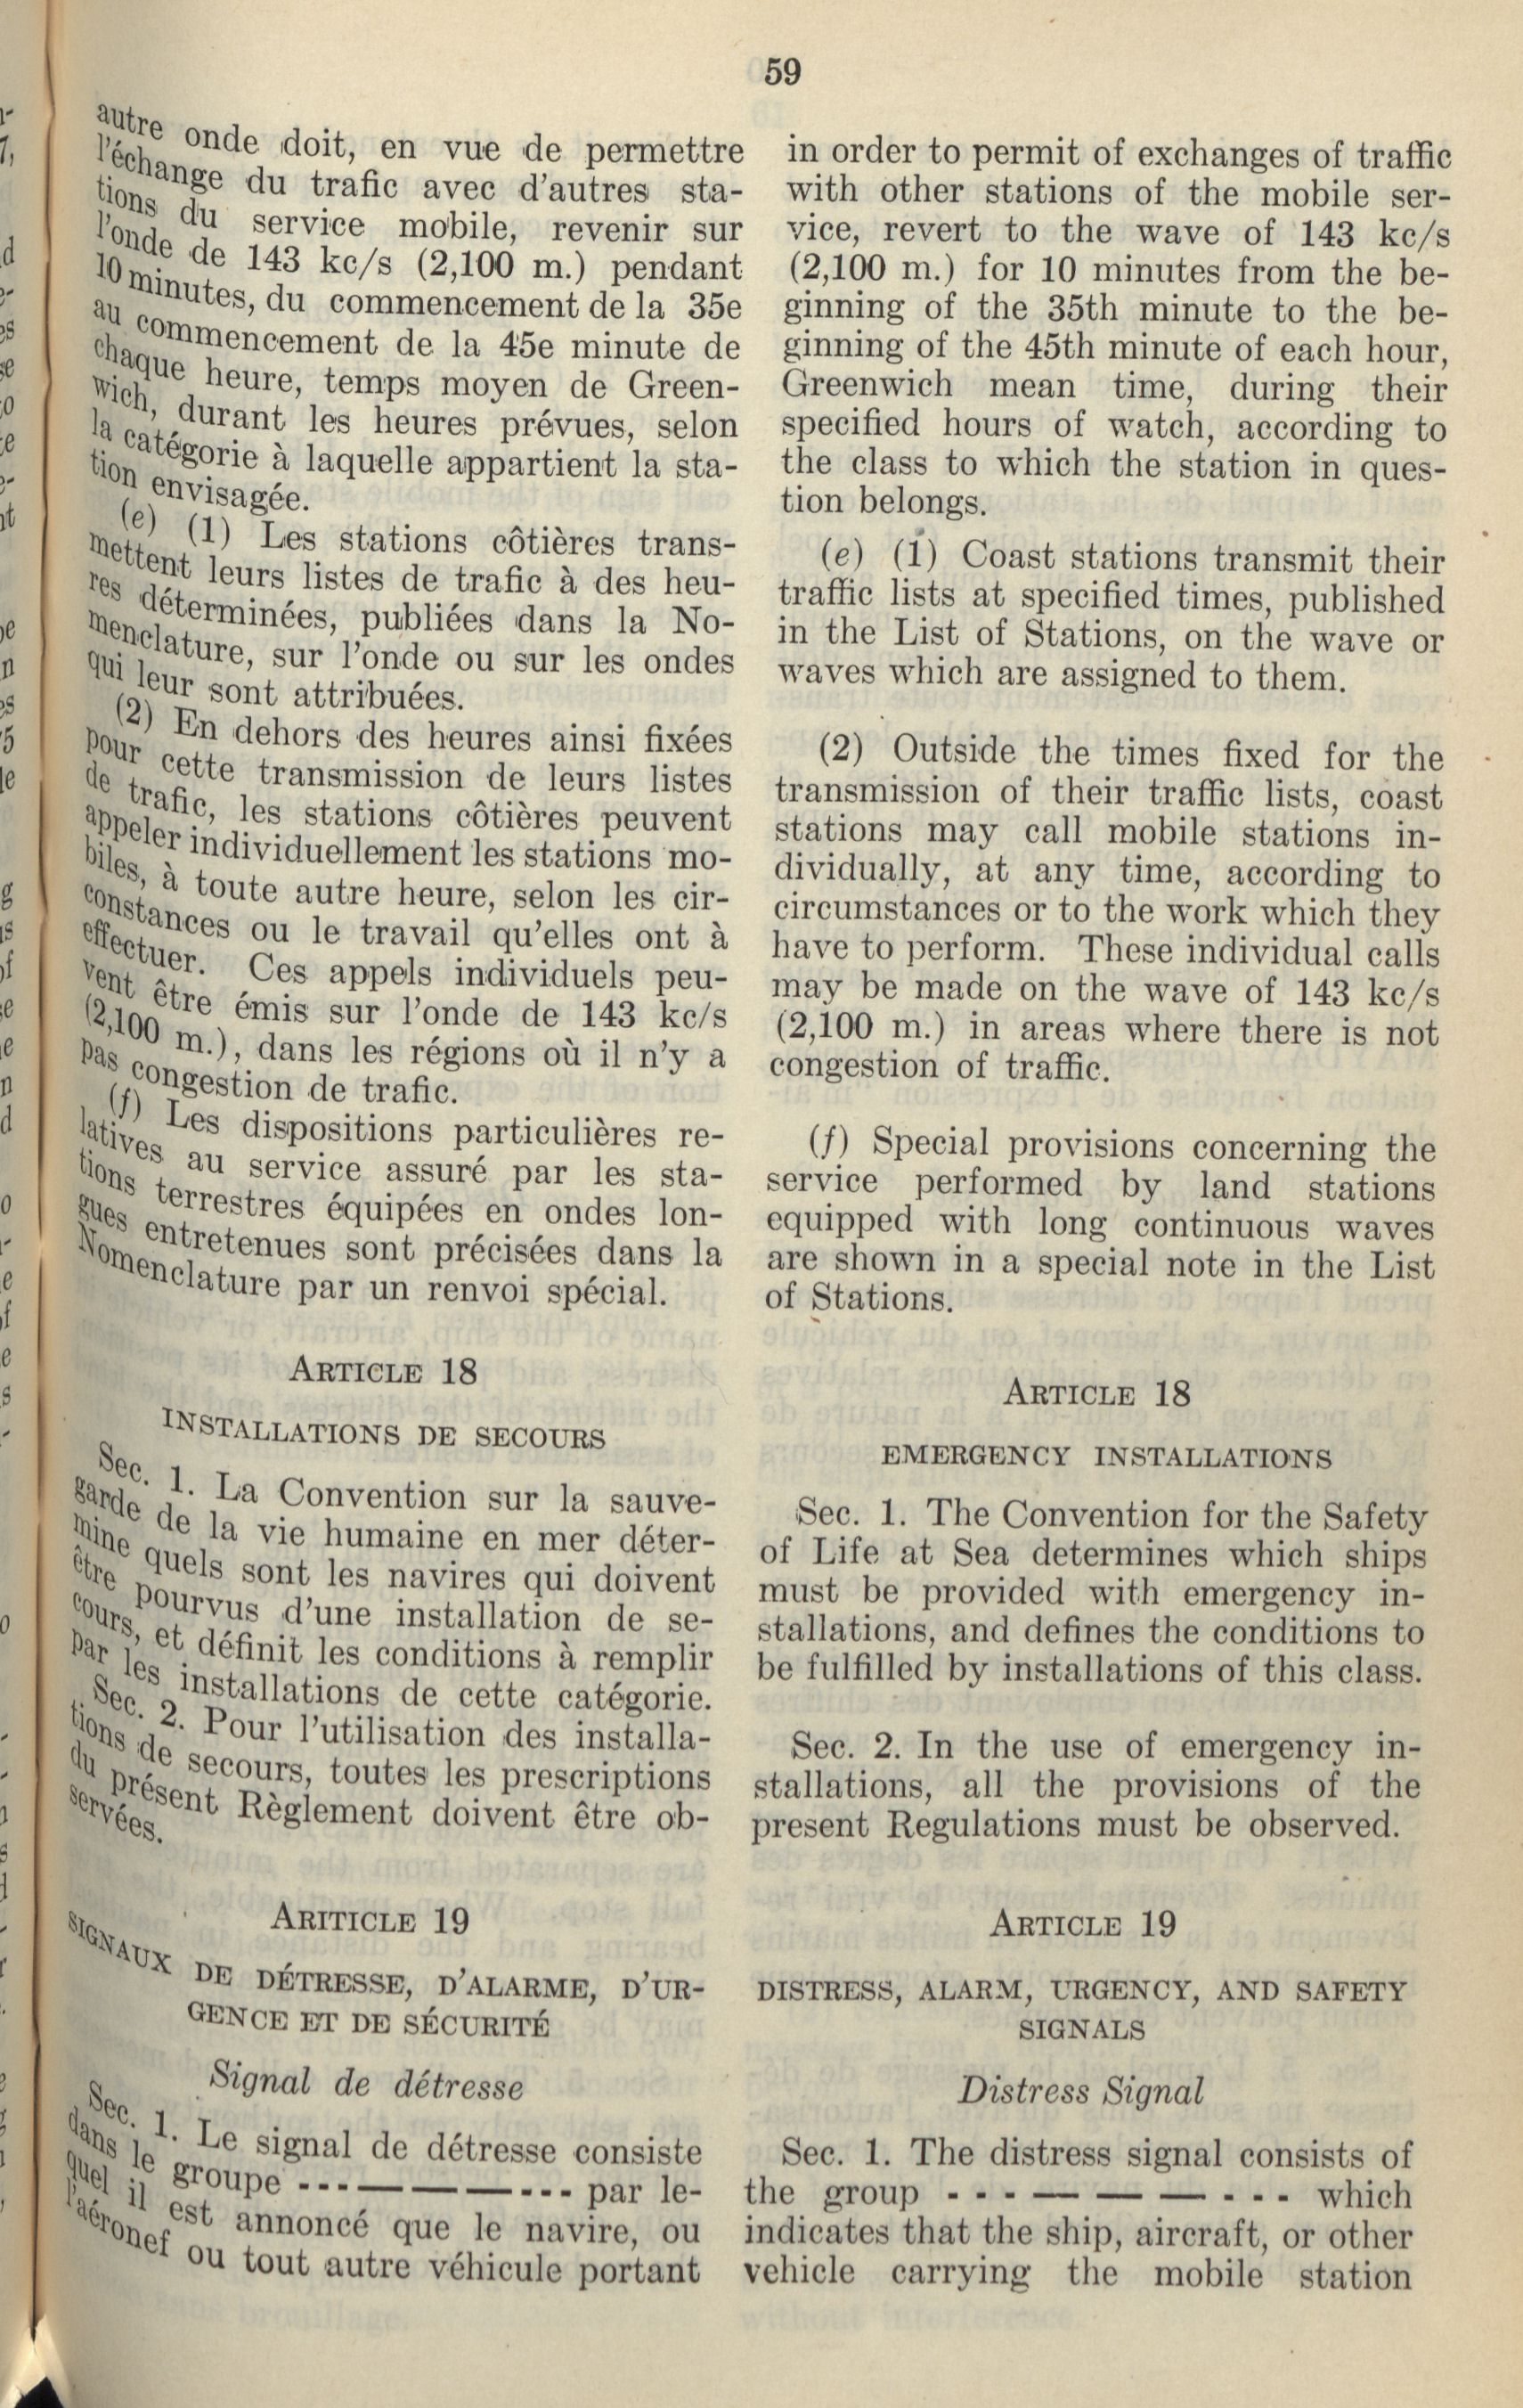 59
autre onde doit, en vue de permettre
l'échange du trafic avec d'autres sta-
tions du service mobile, revenir sur
l'onde de 143 kc/s (2,100 m.) pendant
10 minutes, du commencement de la 35e
au commencement de la 45e minute de
chaque heure, temps moyen de Green-
wich, durant les heures prévues, selon
la catégorie à laquelle appartient la sta-
tion envisagée.
(e) (1) Les stations côtières trans-
mettent leurs listes de trafic à des heu-
res déterminées, publiées dans la No-
menclature, sur l'onde ou sur les ondes
qui leur sont attribuées.
(2) En dehors des heures ainsi fixées
pour cette transmission de leurs listes
de trafic, les stations côtières peuvent
appeler individuellement les stations mo-
biles, à toute autre heure, selon les cir-
constances ou le travail qu'elles ont à
effectuer. Ces appels individuels peu-
vent être émis sur l'onde de 143 kc/s
(2,100 m.), dans les régions où il n'y a
pas congestion de trafic.
(f) Les dispositions particulières re-
latives au service assuré par les sta-
tions terrestres équipées en ondes lon-
gues entretenues sont précisées dans la
Nomenclature par un renvoi spécial.
ARTICLE 18
INSTALLATIONS DE SECOURS
Sec. 1. La Convention sur la sauve-
garde de la vie humaine en mer déter-
mine quels sont les navires qui doivent
être pourvus d'une installation de se-
cours, et définit les conditions à remplir
par les installations de cette catégorie.
Sec. 2. Pour l'utilisation des installa-
tions de secours, toutes les prescriptions
du présent Règlement doivent être ob-
servées.
ARITICLE 19
SIGNAUX DE DÉTRESSE, D'ALARME, D'UR-
GENCE ET DE SÉCURITÉ
Signal de détresse
Sec. 1. Le signal de détresse consiste
dans le groupe - - - — — — - - - par le-
quel il est annoncé que le navire, ou
l'aéronef ou tout autre véhicule portant
in order to permit of exchanges of traffic
with other stations of the mobile ser-
vice, revert to the wave of 143 kc/s
(2,100 m.) for 10 minutes from the be-
ginning of the 35th minute to the be-
ginning of the 45th minute of each hour,
Greenwich mean time, during their
specified hours of watch, according to
the class to which the station in ques-
tion belongs.
(e) (1) Coast stations transmit their
traffic lists at specified times, published
in the List of Stations, on the wave or
waves which are assigned to them.
(2) Outside the times fixed for the
transmission of their traffic lists, coast
stations may call mobile stations in-
dividually, at any time, according to
circumstances or to the work which they
have to perform. These individual calls
may be made on the wave of 143 kc/s
(2,100 m.) in areas where there is not
congestion of traffic.
(f) Special provisions concerning the
service performed by land stations
equipped with long continuous waves
are shown in a special note in the List
of Stations.
ARTICLE 18
EMERGENCY INSTALLATIONS
Sec. 1. The Convention for the Safety
of Life at Sea determines which ships
must be provided with emergency in-
stallations, and defines the conditions to
be fulfilled by installations of this class.
Sec. 2. In the use of emergency in-
stallations, all the provisions of the
present Regulations must be observed.
ARTICLE 19
DISTRESS, ALARM, URGENCY, AND SAFETY
SIGNALS
Distress Signal
Sec. 1. The distress signal consists of
the group - - - — — — - - - which
indicates that the ship, aircraft, or other
vehicle carrying the mobile station